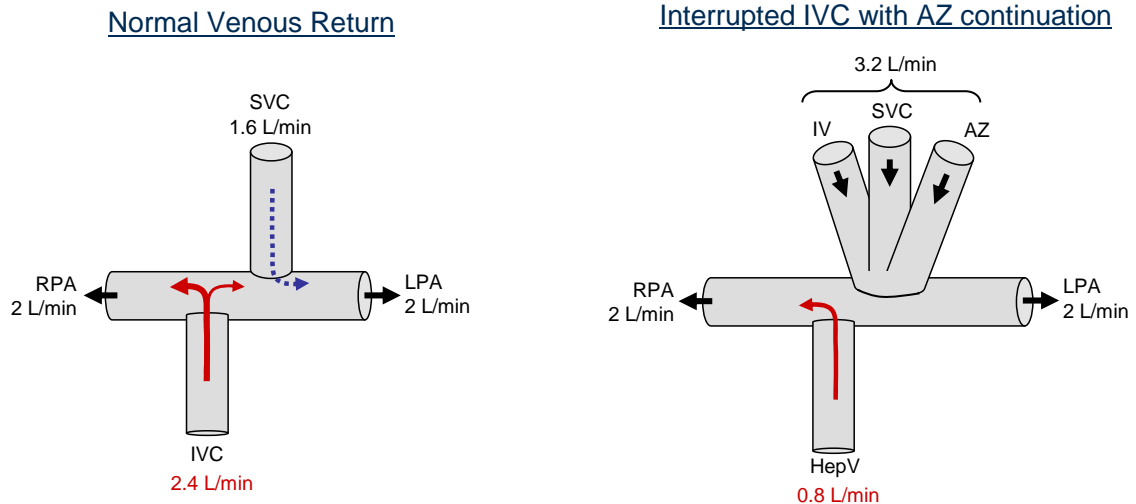 Normal Venous Return
SVC
1.6 L/min
RPA
2 L/min
LPA
2 L/min
IVC
2.4 L/min
Interrupted IVC with AZ continuation
3.2 L/min
IV
SVC
AZ
RPA
2 L/min
LPA
2 L/min
HepV
0.8 L/min